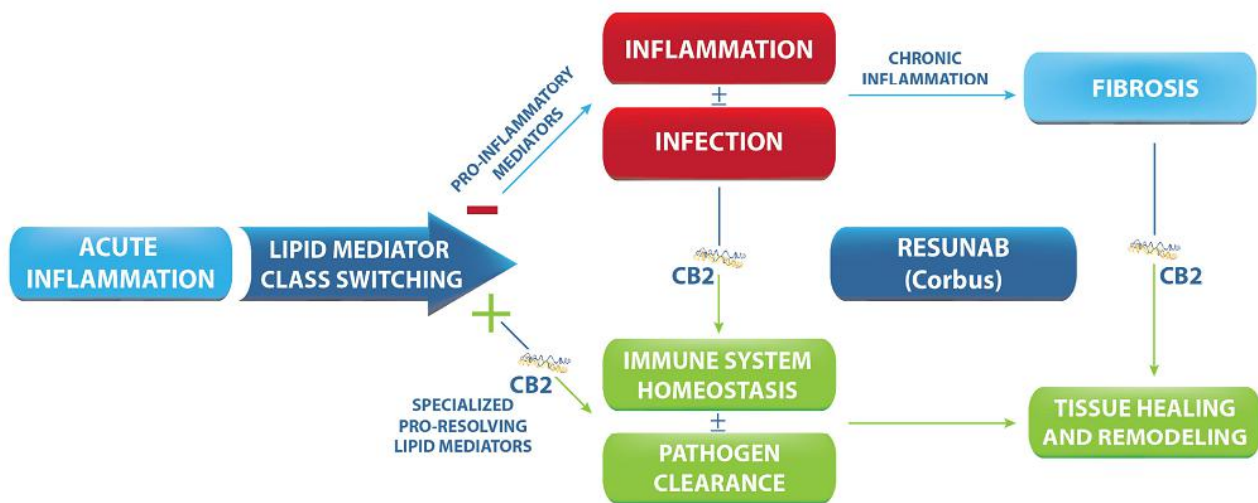 ACUTE
INFLAMMATION
LIPID MEDIATOR
CLASS SWITCHING
PRO-INFLAMMATORY
MEDIATORS
INFLAMMATION
±
INFECTION
CHRONIC
INFLAMMATION
FIBROSIS
CB2
RESUNAB
(Corbus)
CB2
CB2
SPECIALIZED
PRO-RESOLVING
LIPID MEDIATORS
IMMUNE SYSTEM
HOMEOSTASIS
±
PATHOGEN
CLEARANCE
TISSUE HEALING
AND REMODELING